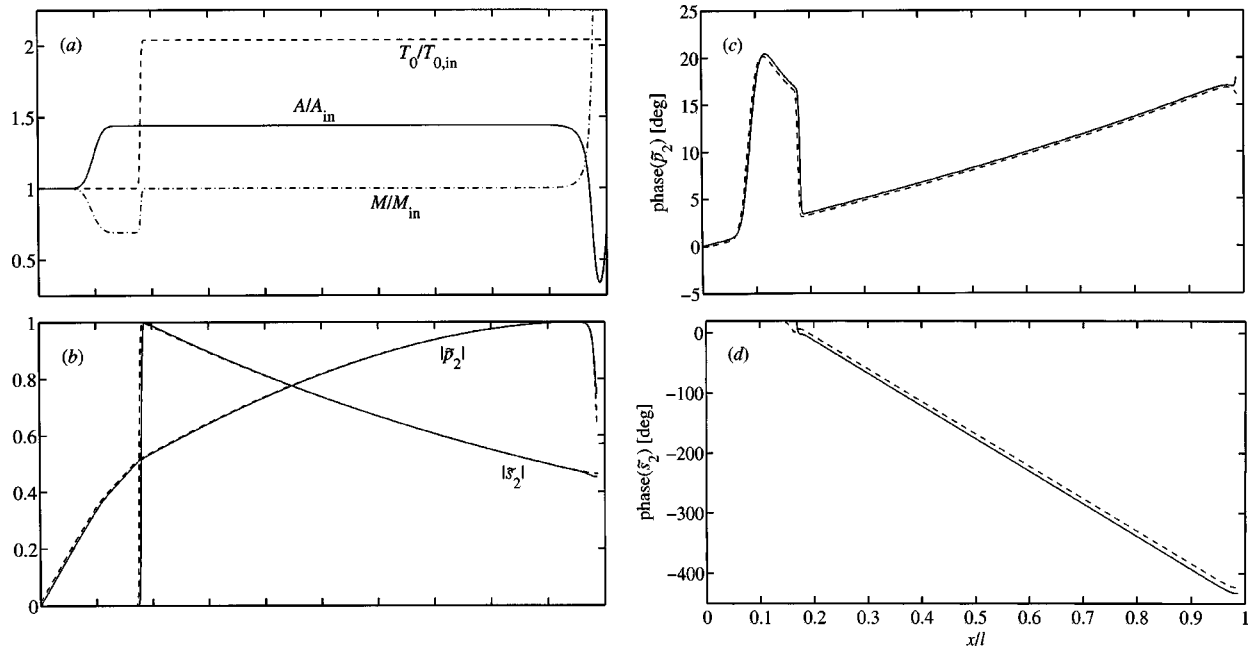 (a)
2
1.5
1
0.5
T0/T0,in
A/Ain
M/Min
(b)
1
0.8
0.6
0.4
0.2
0
|p̃2|
|s̃2|
(c)
25
20
15
10
5
0
−5
phase(p̃2) [deg]
(d)
0
−100
−200
−300
−400
phase(s̃2) [deg]
0 0.1 0.2 0.3 0.4 0.5 0.6 0.7 0.8 0.9 1
x/l